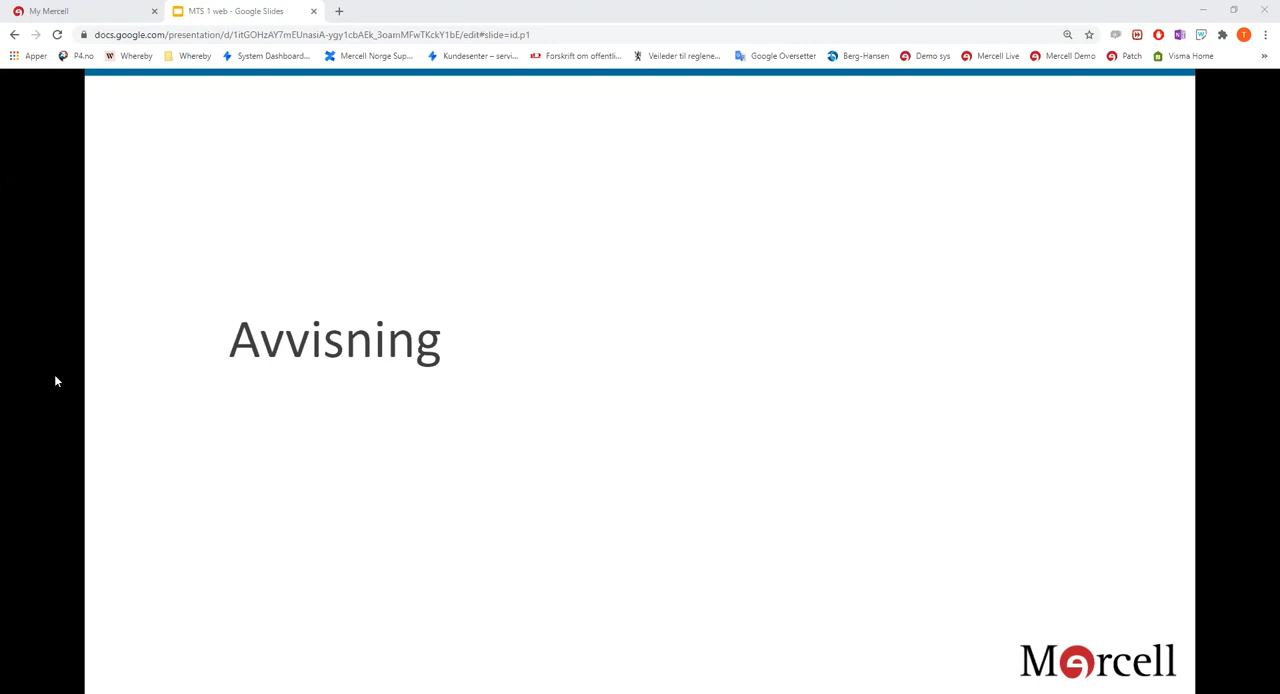 My Mercell
MTS 1 web - Google Slides
docs.google.com/presentation/d/1itGOHzAY7mEUnasiA-ygy1cbAEk_3oarnMFwTKckY1bE/edit#slide=id.p1
Apper
P4.no
Whereby
Whereby
System Dashboard...
Mercell Norge Sup...
Kundesenter – servi...
Forskrift om offentli...
Veileder til reglene...
Google Oversetter
Berg-Hansen
Demo sys
Mercell Live
Mercell Demo
Patch
Visma Home
»
Avvisning
Mercell